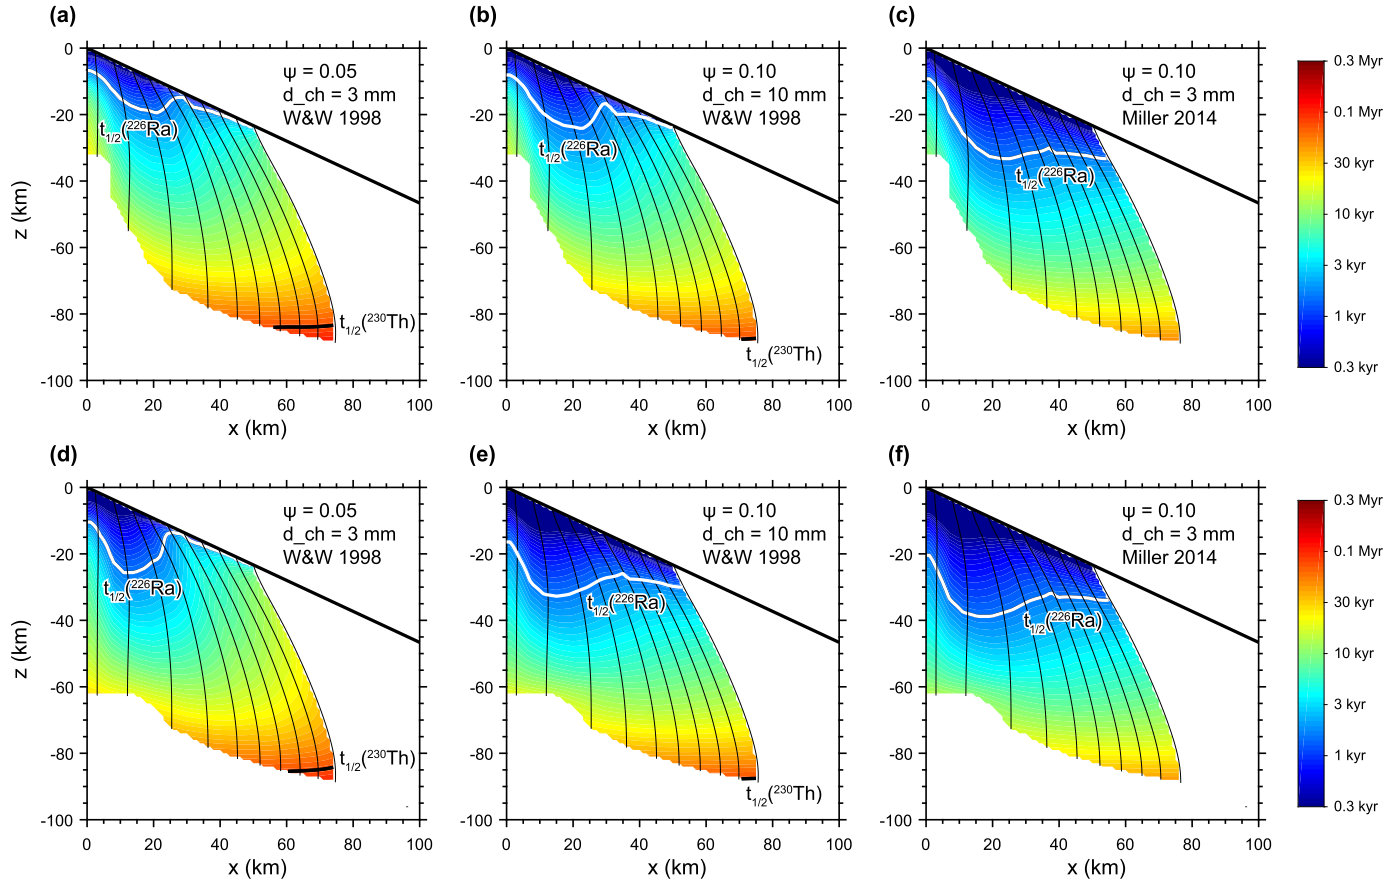 (a)
(b)
(c)
ψ = 0.05
d_ch = 3 mm
W&W 1998
t1/2(226Ra)
t1/2(230Th)
0
-20
-40
-60
-80
-100
z (km)
0 20 40 60 80 100
x (km)
ψ = 0.10
d_ch = 10 mm
W&W 1998
t1/2(226Ra)
t1/2(230Th)
0
-20
-40
-60
-80
-100
0 20 40 60 80 100
x (km)
ψ = 0.10
d_ch = 3 mm
Miller 2014
t1/2(226Ra)
0
-20
-40
-60
-80
-100
0 20 40 60 80 100
x (km)
0.3 Myr
0.1 Myr
30 kyr
10 kyr
3 kyr
1 kyr
0.3 kyr
(d)
(e)
(f)
ψ = 0.05
d_ch = 3 mm
W&W 1998
t1/2(226Ra)
t1/2(230Th)
0
-20
-40
-60
-80
-100
z (km)
0 20 40 60 80 100
x (km)
ψ = 0.10
d_ch = 10 mm
W&W 1998
t1/2(226Ra)
t1/2(230Th)
0
-20
-40
-60
-80
-100
0 20 40 60 80 100
x (km)
ψ = 0.10
d_ch = 3 mm
Miller 2014
t1/2(226Ra)
0
-20
-40
-60
-80
-100
0 20 40 60 80 100
x (km)
0.3 Myr
0.1 Myr
30 kyr
10 kyr
3 kyr
1 kyr
0.3 kyr